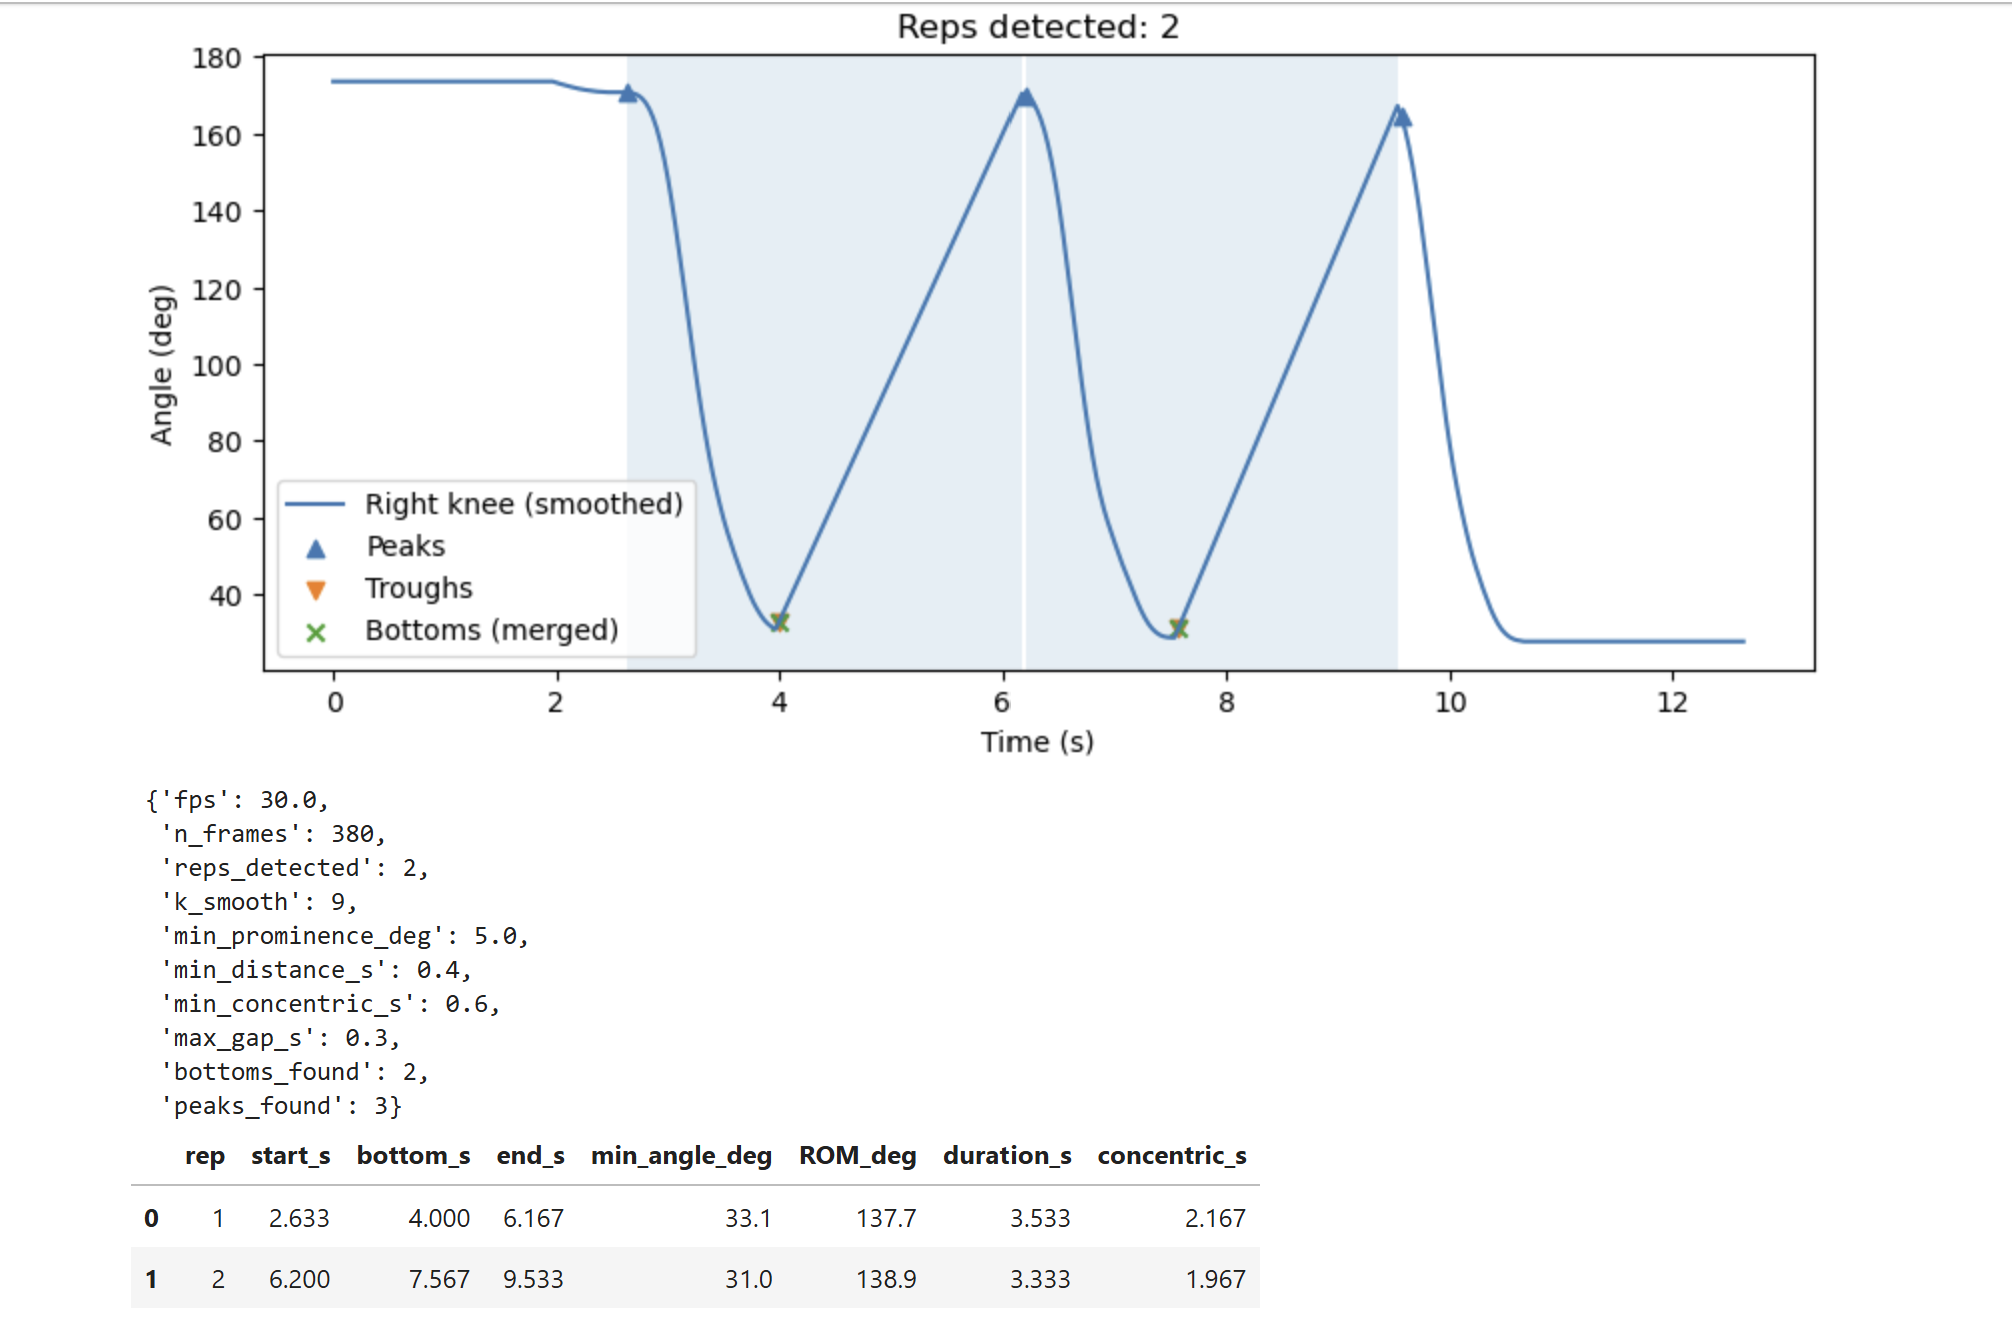 Reps detected: 2
180
160
140
120
100
80
60
40
Angle (deg)
Right knee (smoothed)
Peaks
Troughs
Bottoms (merged)
0 2 4 6 8 10 12
Time (s)
{'fps': 30.0,
'n_frames': 380,
'reps_detected': 2,
'k_smooth': 9,
'min_prominence_deg': 5.0,
'min_distance_s': 0.4,
'min_concentric_s': 0.6,
'max_gap_s': 0.3,
'bottoms_found': 2,
'peaks_found': 3}
rep start_s bottom_s end_s min_angle_deg ROM_deg duration_s concentric_s
0 1 2.633 4.000 6.167 33.1 137.7 3.533 2.167
1 2 6.200 7.567 9.533 31.0 138.9 3.333 1.967